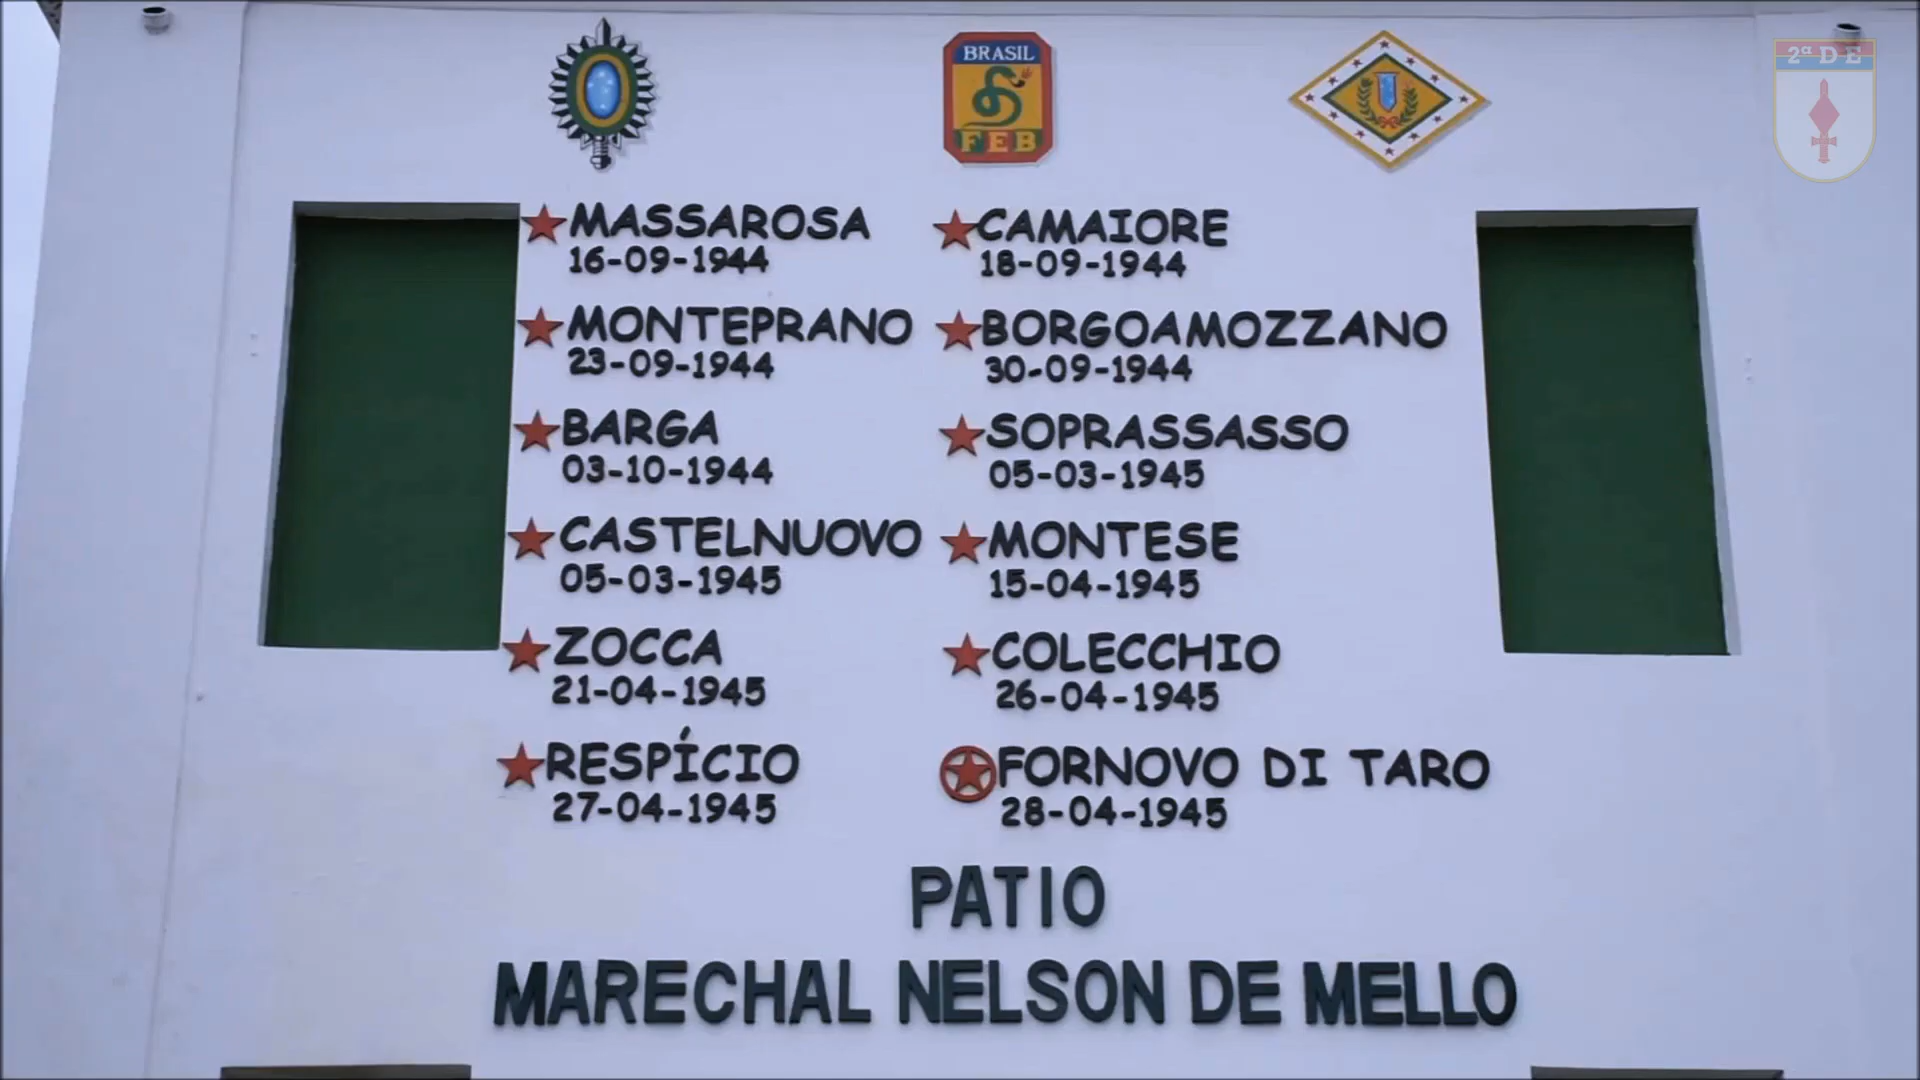 BRASIL
FEB
2ª DE
MASSAROSA
16-09-1944
CAMAIORE
18-09-1944
MONTEPRANO
23-09-1944
BORGOAMOZZANO
30-09-1944
BARGA
03-10-1944
SOPRASSASSO
05-03-1945
CASTELNUOVO
05-03-1945
MONTESE
15-04-1945
ZOCCA
21-04-1945
COLECCHIO
26-04-1945
RESPÍCIO
27-04-1945
FORNOVO DI TARO
28-04-1945
PATIO
MARECHAL NELSON DE MELLO